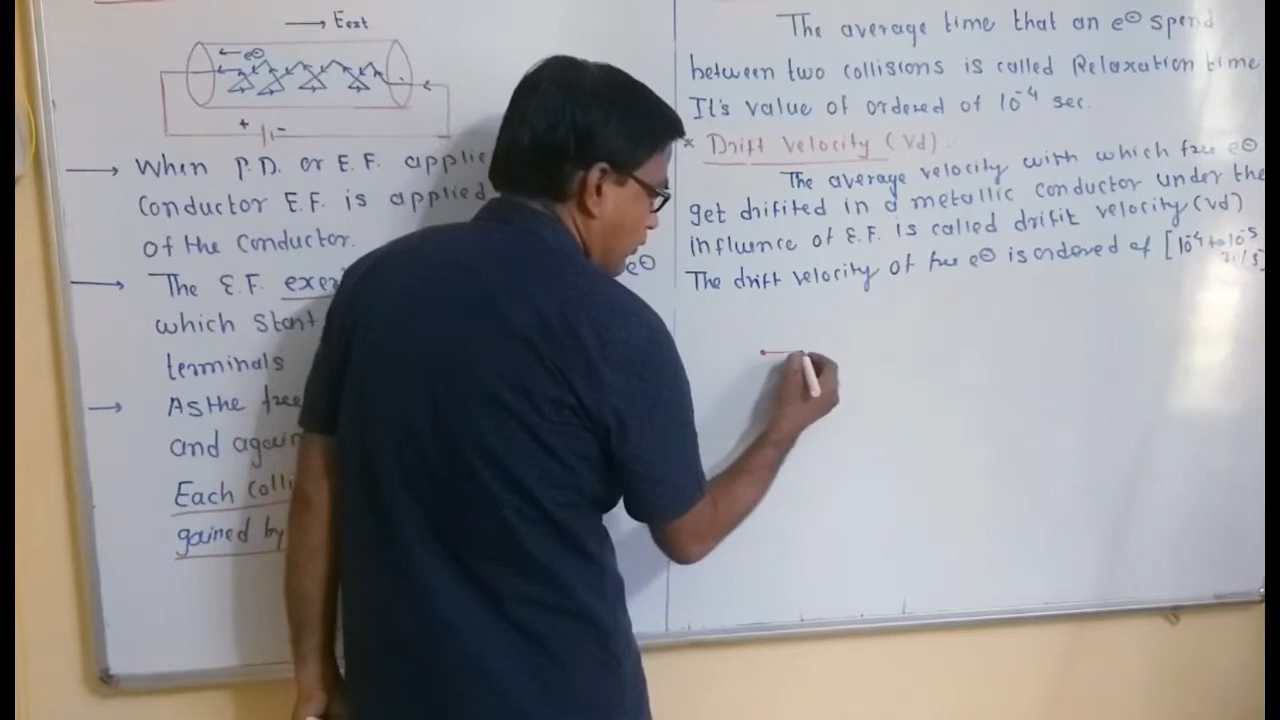 → Eext
← e⊖
+ -
→ When P.D. or E.F. applie
Conductor E.F. is applied
of the Conductor.
→ The E.F. exer
e⊖
which Start
terminals
→ As the free
and again
Each Colli
gained by
The average time that an e⊖ spend
between two collisions is called Relaxation time
It's value of ordered of 10⁻⁴ sec.
* Drift Velocity (Vd).
The average velocity with which free e⊖
get drifited in a metallic conductor under the
influence of E.F. is called drifit velocity (Vd)
The drift velocity of free e⊖ is ordered of [10⁻⁴ to 10⁻⁵
m/s]